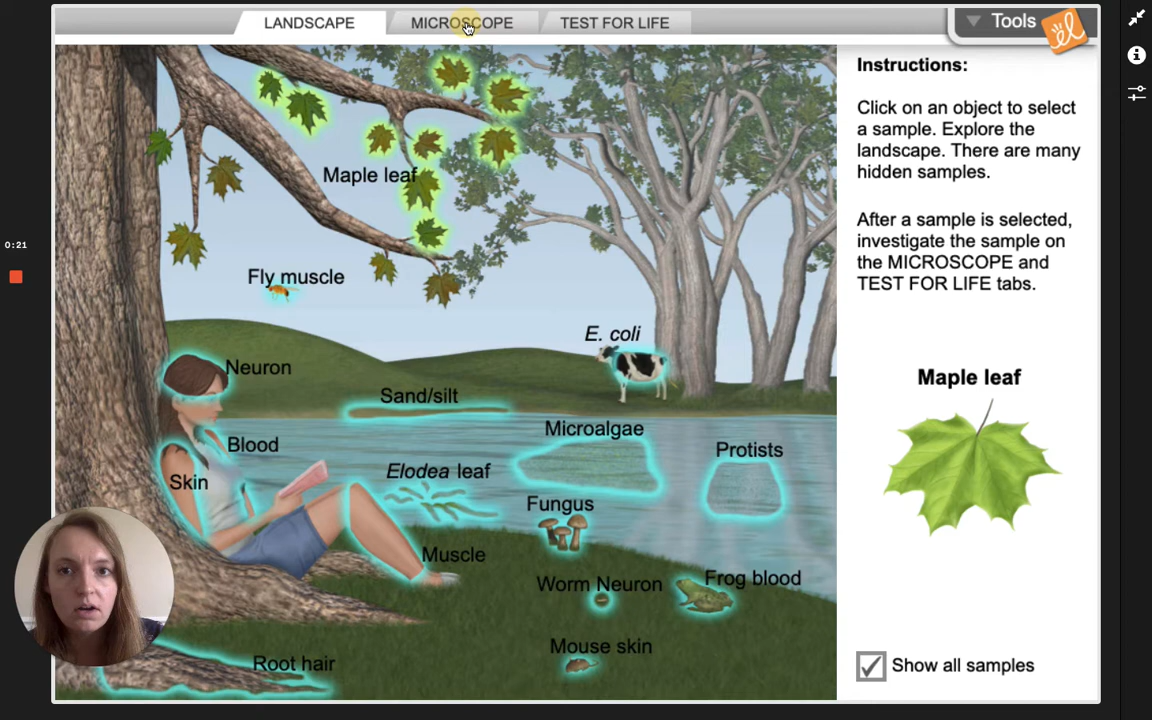 LANDSCAPE
MICROSCOPE
TEST FOR LIFE
Tools
Instructions:
Click on an object to select
a sample. Explore the
landscape. There are many
hidden samples.
After a sample is selected,
investigate the sample on
the MICROSCOPE and
TEST FOR LIFE tabs.
Maple leaf
Show all samples
0:21
Maple leaf
Fly muscle
E. coli
Neuron
Sand/silt
Microalgae
Blood
Protists
Elodea leaf
Skin
Fungus
Muscle
Worm Neuron
Frog blood
Mouse skin
Root hair